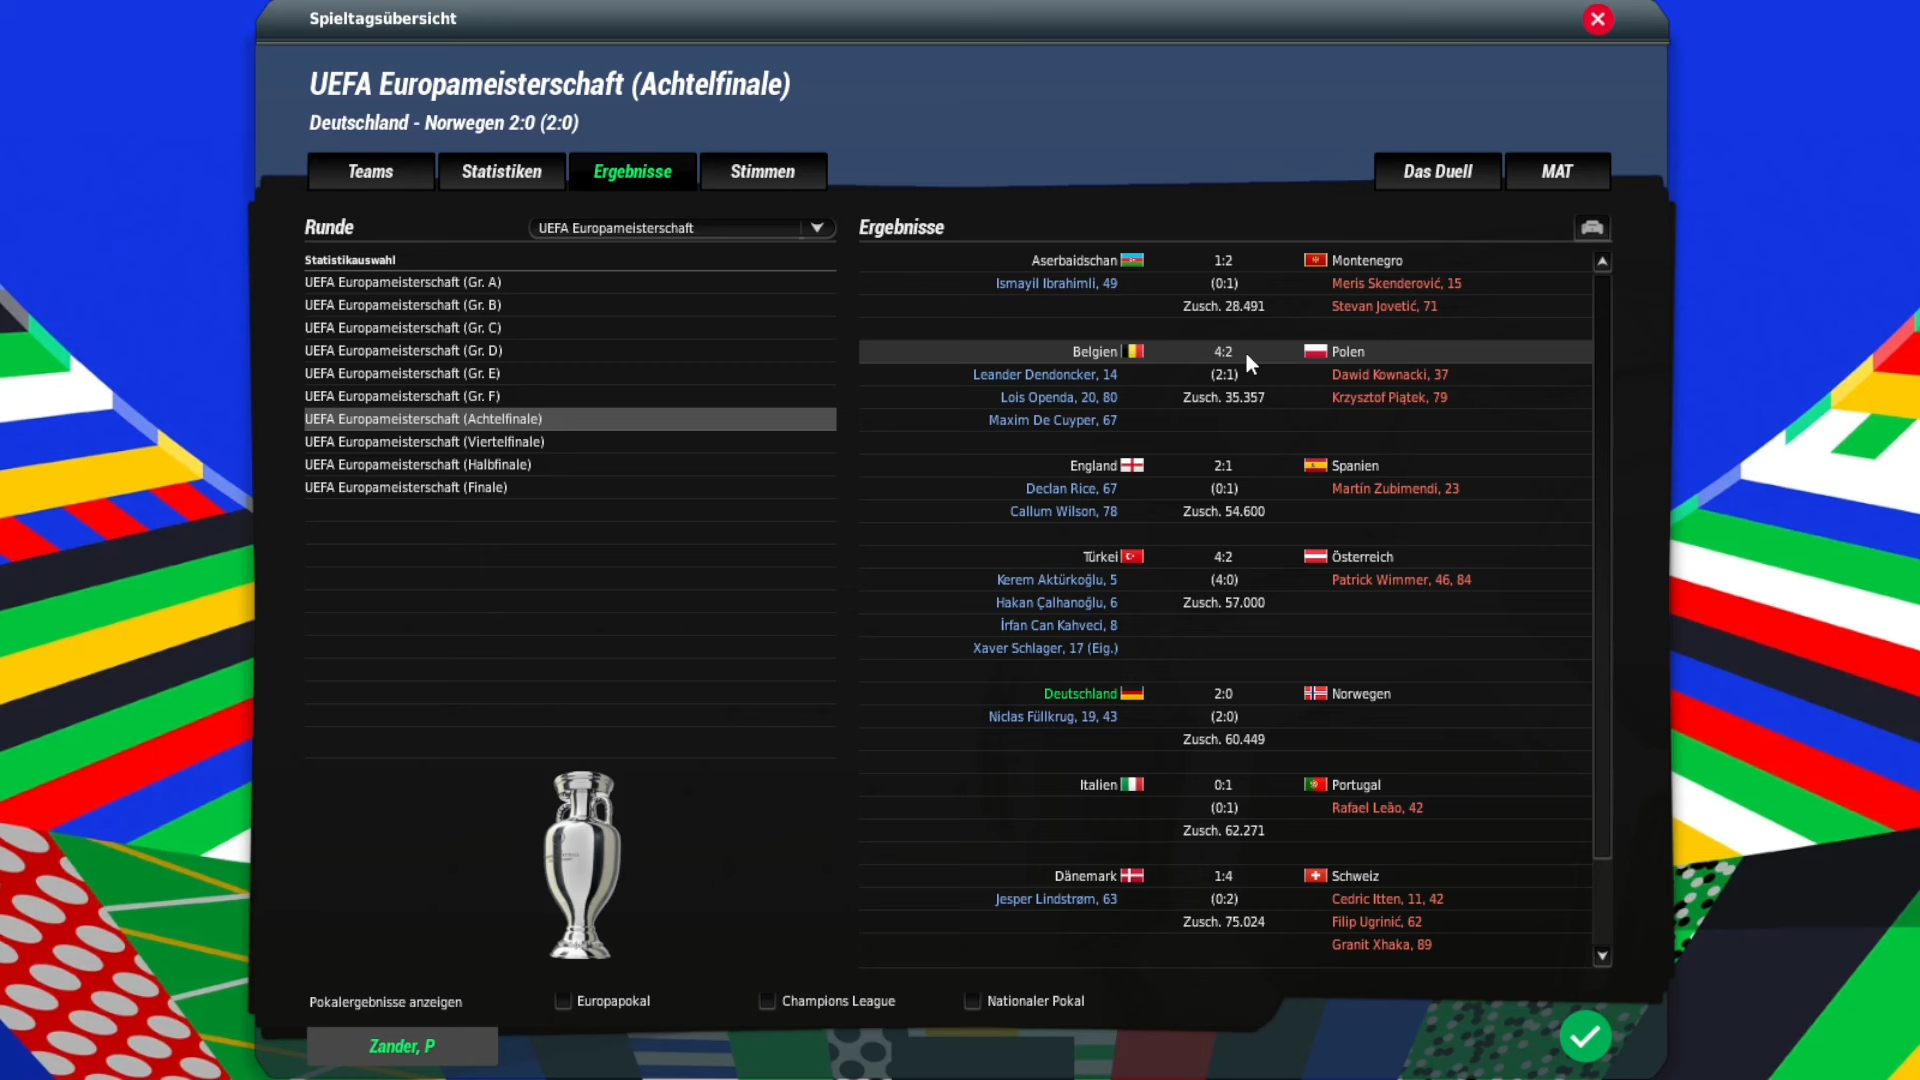 Spieltagsübersicht
UEFA Europameisterschaft (Achtelfinale)
Deutschland - Norwegen 2:0 (2:0)
Teams Statistiken Ergebnisse Stimmen Das Duell MAT
Runde UEFA Europameisterschaft
Statistikauswahl
UEFA Europameisterschaft (Gr. A)
UEFA Europameisterschaft (Gr. B)
UEFA Europameisterschaft (Gr. C)
UEFA Europameisterschaft (Gr. D)
UEFA Europameisterschaft (Gr. E)
UEFA Europameisterschaft (Gr. F)
UEFA Europameisterschaft (Achtelfinale)
UEFA Europameisterschaft (Viertelfinale)
UEFA Europameisterschaft (Halbfinale)
UEFA Europameisterschaft (Finale)
Ergebnisse
Aserbaidschan 1:2 Montenegro
Ismayil Ibrahimli, 49 (0:1) Meris Skenderović, 15
Zusch. 28.491 Stevan Jovetić, 71
Belgien 4:2 Polen
Leander Dendoncker, 14 (2:1) Dawid Kownacki, 37
Lois Openda, 20, 80 Zusch. 35.357 Krzysztof Piątek, 79
Maxim De Cuyper, 67
England 2:1 Spanien
Declan Rice, 67 (0:1) Martín Zubimendi, 23
Callum Wilson, 78 Zusch. 54.600
Türkei 4:2 Österreich
Kerem Aktürkoğlu, 5 (4:0) Patrick Wimmer, 46, 84
Hakan Çalhanoğlu, 6 Zusch. 57.000
İrfan Can Kahveci, 8
Xaver Schlager, 17 (Eig.)
Deutschland 2:0 Norwegen
Niclas Füllkrug, 19, 43 (2:0)
Zusch. 60.449
Italien 0:1 Portugal
(0:1) Rafael Leão, 42
Zusch. 62.271
Dänemark 1:4 Schweiz
Jesper Lindstrøm, 63 (0:2) Cedric Itten, 11, 42
Zusch. 75.024 Filip Ugrinić, 62
Granit Xhaka, 89
Pokalergebnisse anzeigen Europapokal Champions League Nationaler Pokal
Zander, P